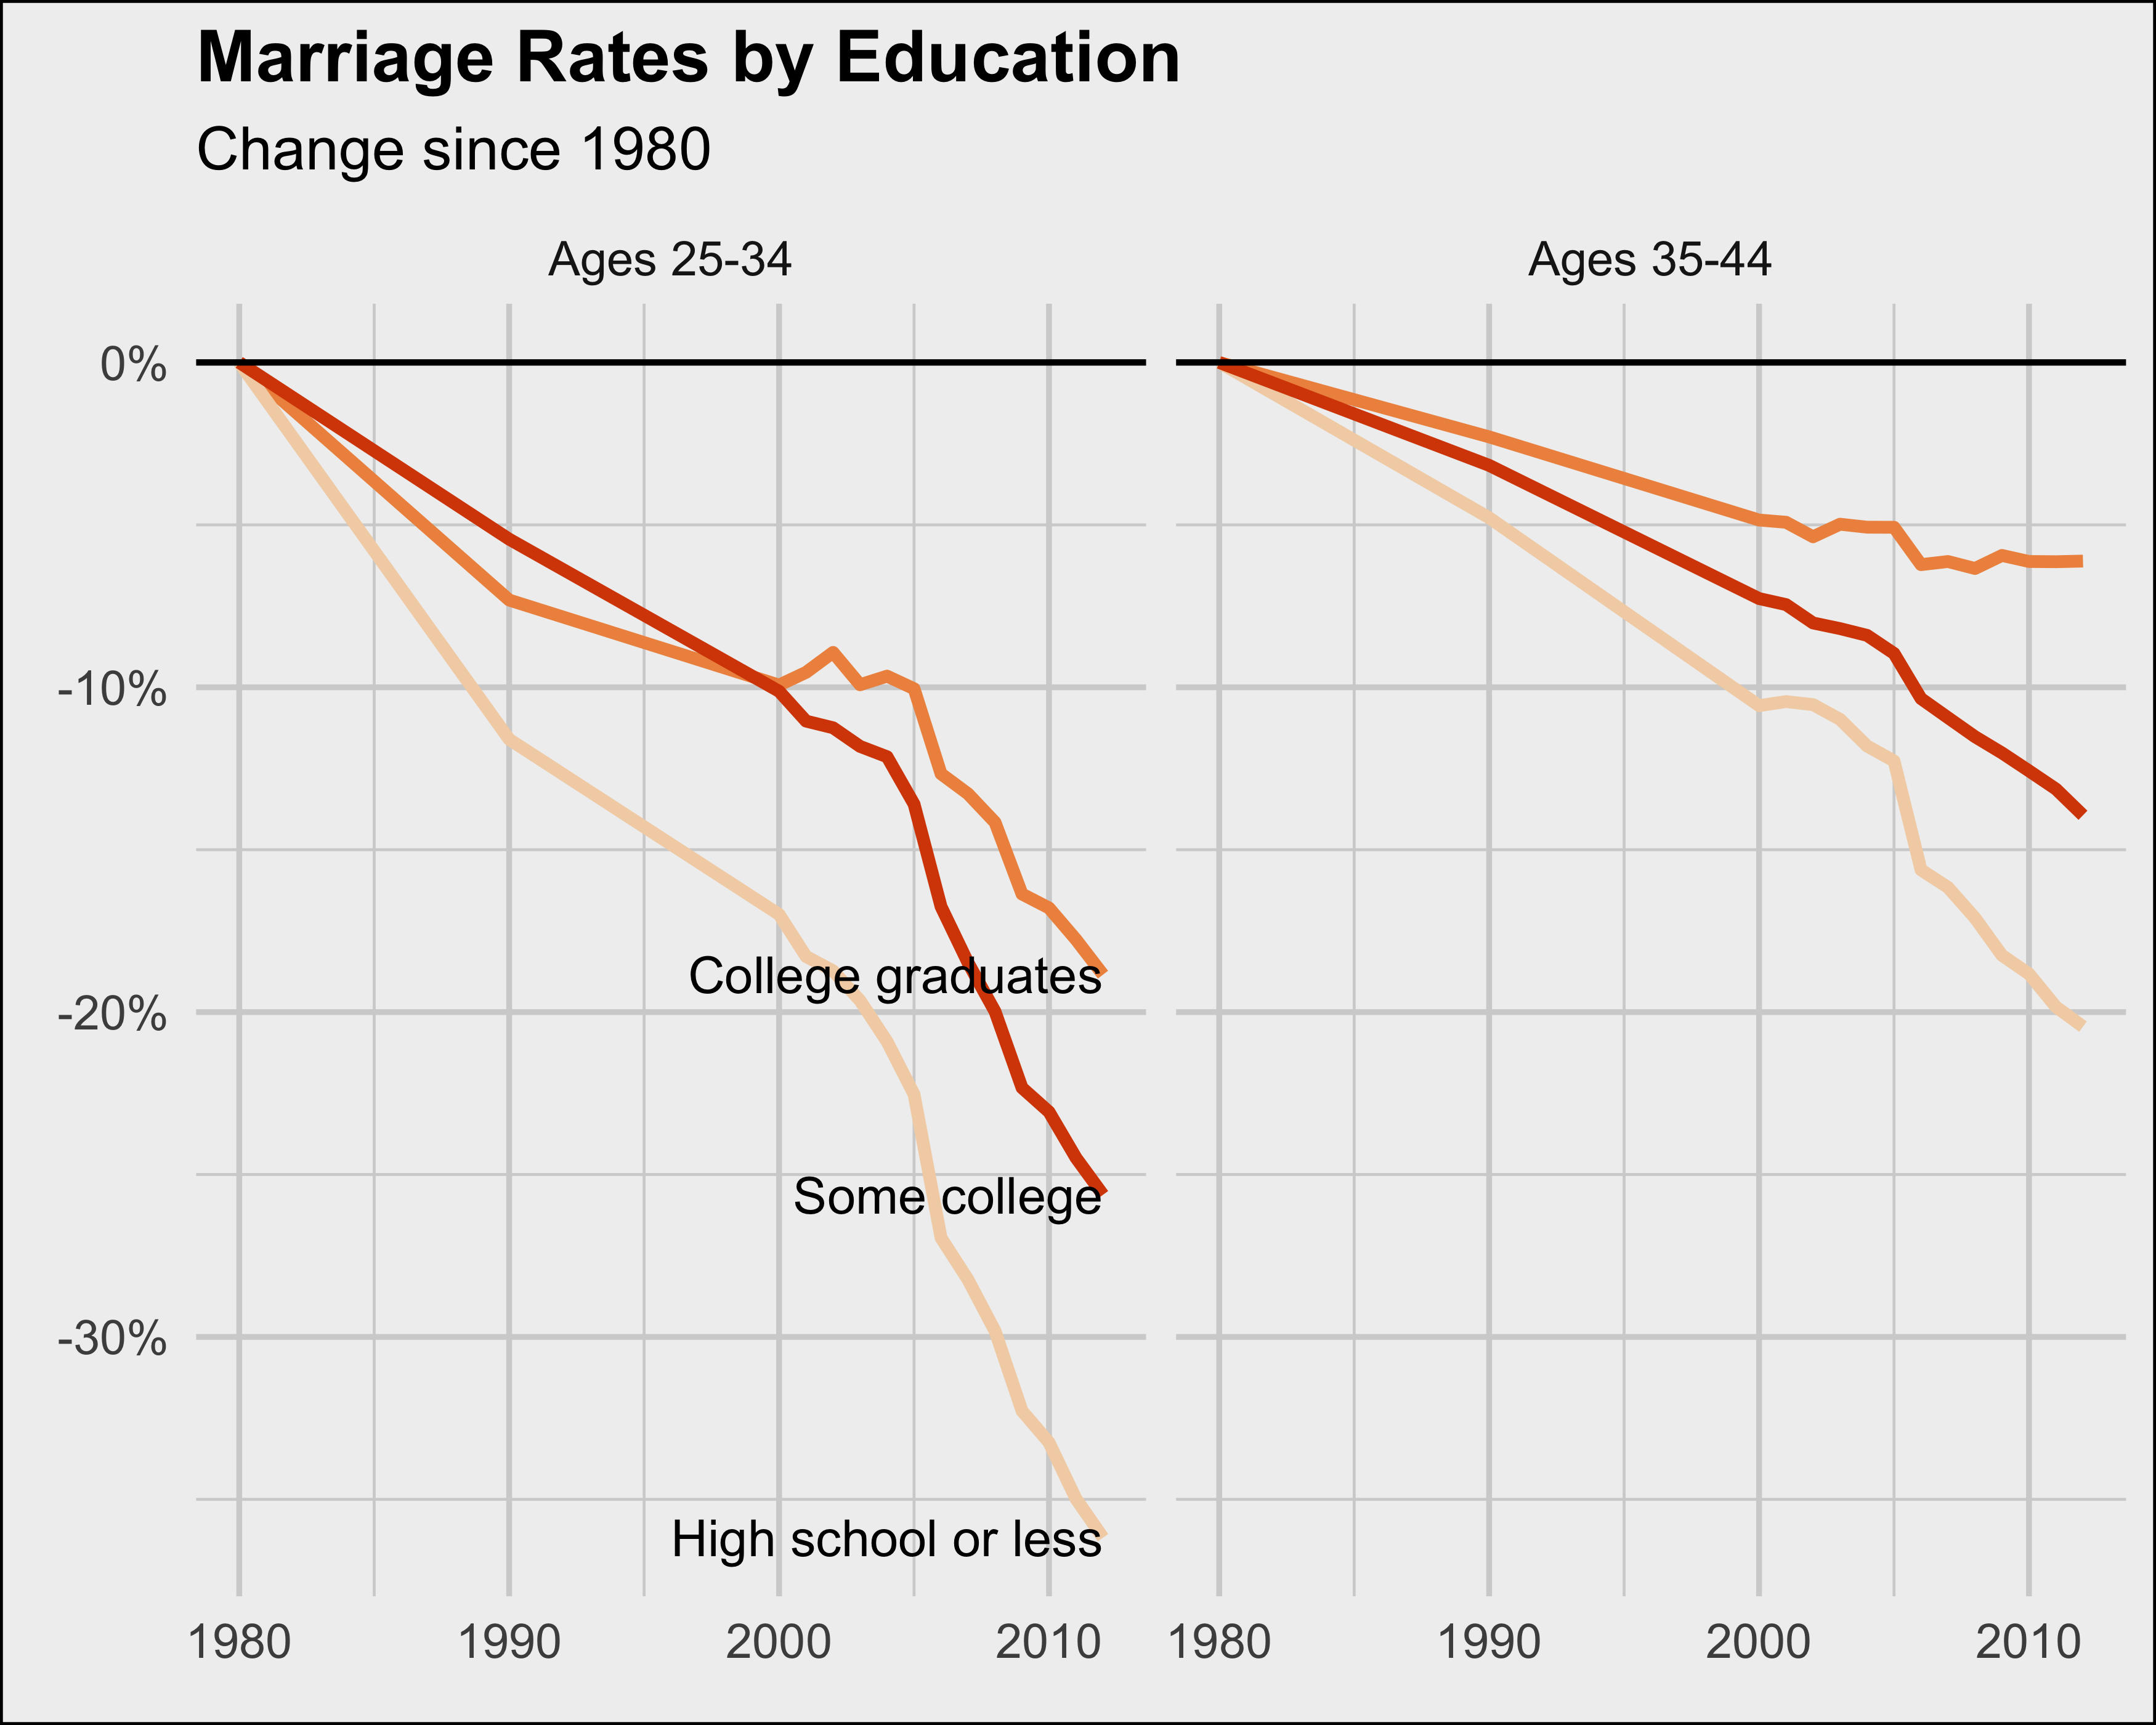 Marriage Rates by Education
Change since 1980
Ages 25-34
Ages 35-44
0%
-10%
-20%
-30%
College graduates
Some college
High school or less
1980 1990 2000 2010
1980 1990 2000 2010